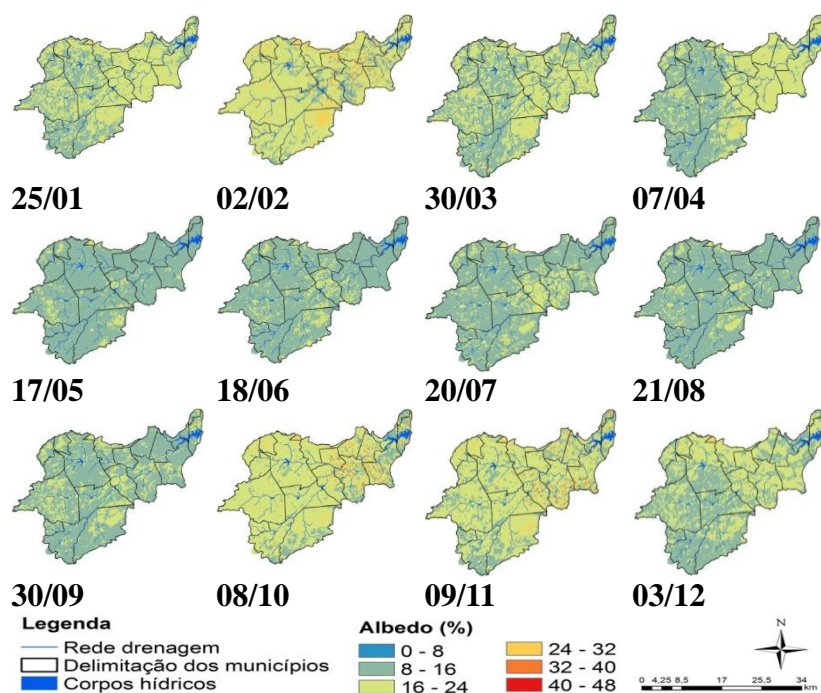 25/01 02/02 30/03 07/04
17/05 18/06 20/07 21/08
30/09 08/10 09/11 03/12
Legenda
Rede drenagem
Delimitação dos municípios
Corpos hídricos
Albedo (%)
0 - 8
8 - 16
16 - 24
24 - 32
32 - 40
40 - 48
N
0 4,25 8,5 17 25,5 34
km